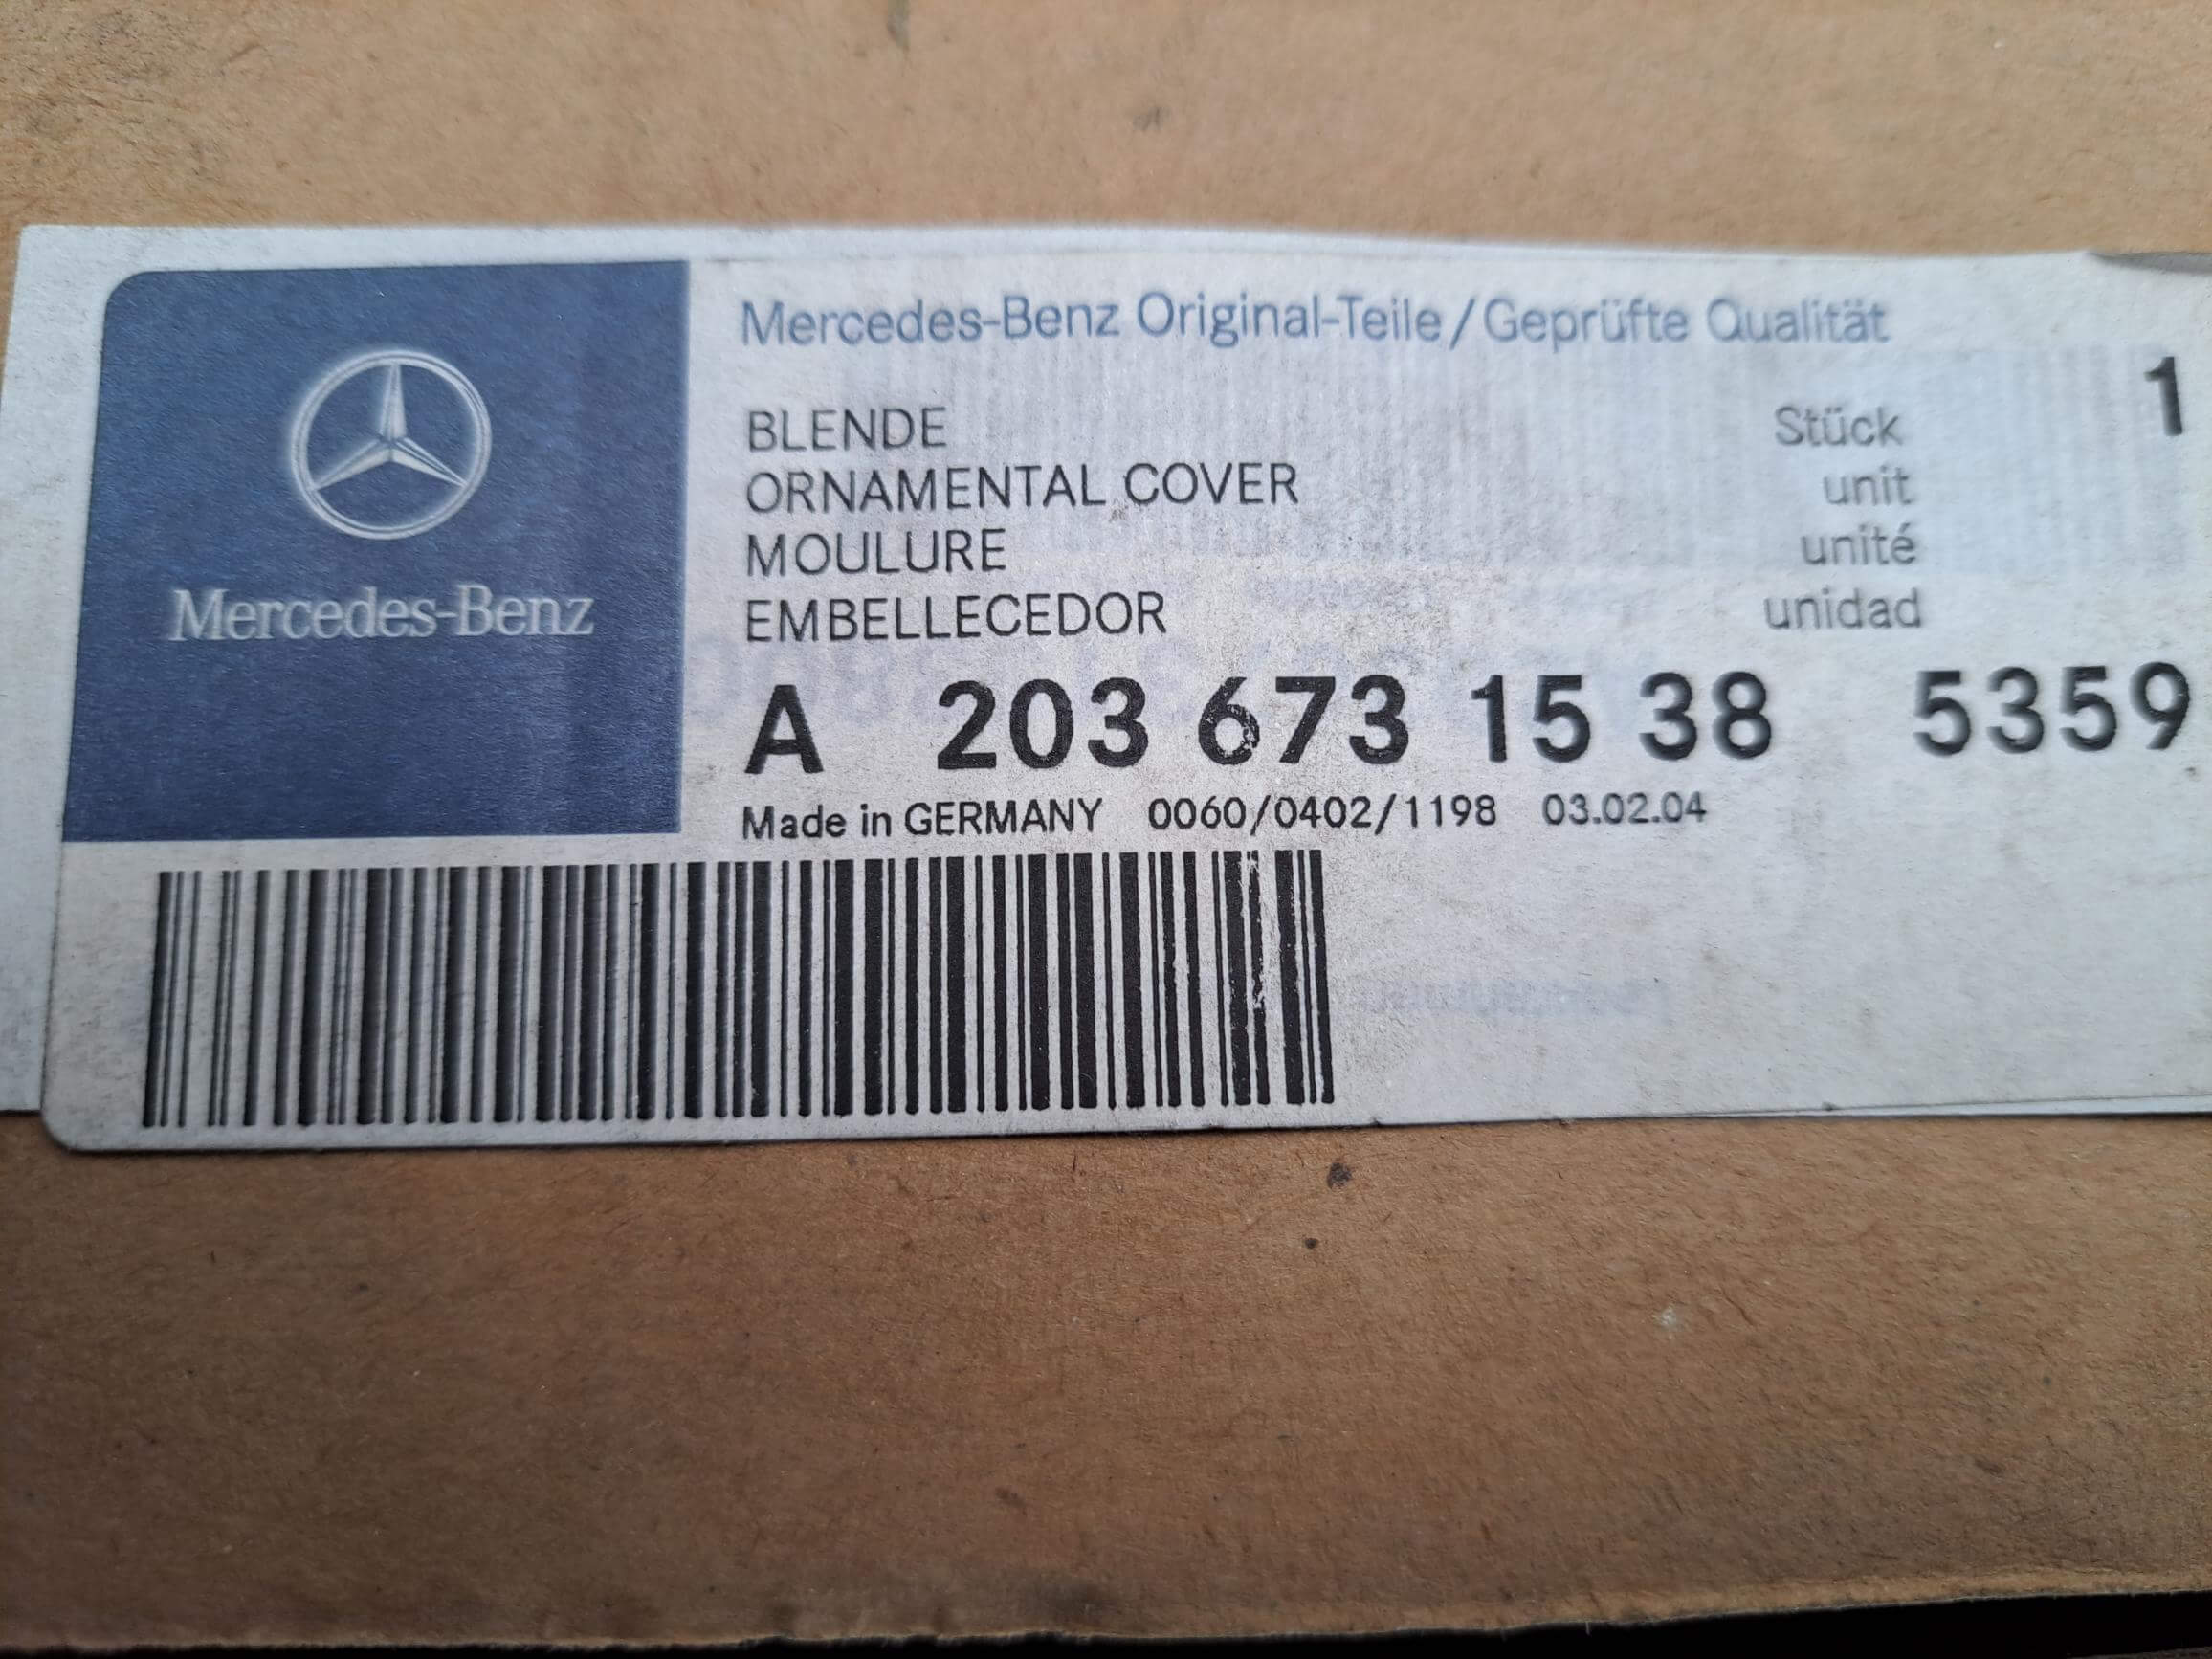 Mercedes-Benz
Mercedes-Benz Original-Teile/Geprüfte Qualität
1
BLENDE Stück
ORNAMENTAL COVER unit
MOULURE unité
EMBELLECEDOR unidad
A 203 673 15 38 5359
Made in GERMANY 0060/0402/1198 03.02.04